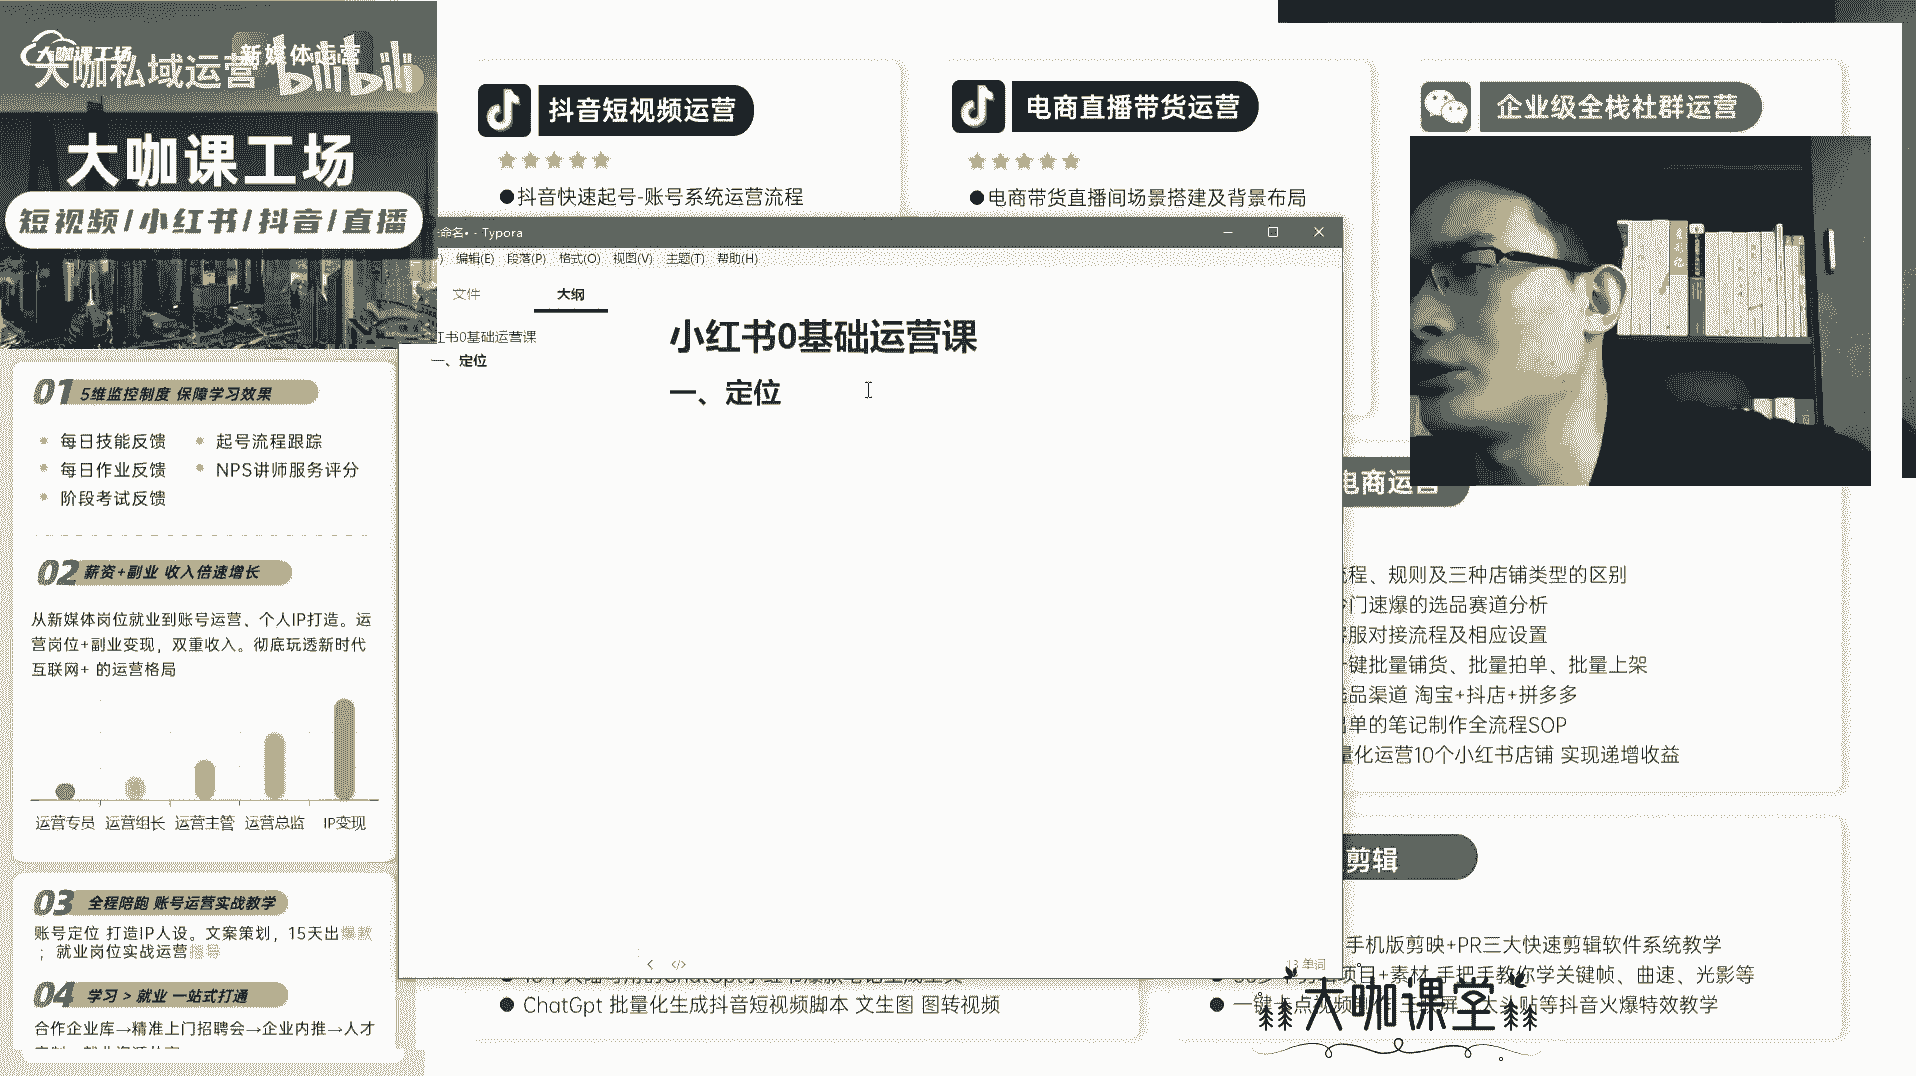 大咖课工场
新媒体运营
大咖私域运营
bilibili
大咖课工场
短视频/小红书/抖音/直播
01 5维监控制度 保障学习效果
每日技能反馈
起号流程跟踪
每日作业反馈
NPS讲师服务评分
阶段考试反馈
02 薪资+副业 收入倍速增长
从新媒体岗位就业到账号运营、个人IP打造。运
营岗位+副业变现，双重收入。彻底玩透新时代
互联网+ 的运营格局
运营专员 运营组长 运营主管 运营总监 IP变现
03 全程陪跑 账号运营实战教学
账号定位 打造IP人设。文案策划，15天出爆款
；就业岗位实战运营指导
04 学习 > 就业 一站式打通
合作企业库→精准上门招聘会→企业内推→人才
抖音短视频运营
●抖音快速起号-账号系统运营流程
电商直播带货运营
●电商带货直播间场景搭建及背景布局
企业级全栈社群运营
命名• - Typora
) 编辑(E) 段落(P) 格式(O) 视图(V) 主题(T) 帮助(H)
文件 大纲
红书0基础运营课
一、定位
小红书0基础运营课
一、定位
13 单词
电商运营
流程、规则及三种店铺类型的区别
冷门速爆的选品赛道分析
客服对接流程及相应设置
一键批量铺货、批量拍单、批量上架
选品渠道 淘宝+抖店+拼多多
出单的笔记制作全流程SOP
量化运营10个小红书店铺 实现递增收益
剪辑
手机版剪映+PR三大快速剪辑软件系统教学
项目+素材 手把手教你学关键帧、曲速、光影等
● 一键卡点视频制作 三联屏、大头贴等抖音火爆特效教学
● ChatGpt 批量化生成抖音短视频脚本 文生图 图转视频
大咖课堂